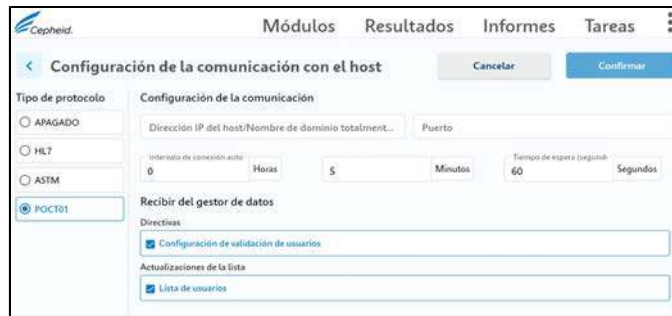 Cepheid.
Módulos Resultados Informes Tareas
Configuración de la comunicación con el host Cancelar Confirmar
Tipo de protocolo
APAGADO
HL7
ASTM
POCT01
Configuración de la comunicación
Dirección IP del host/Nombre de dominio totalment... Puerto
Intervalo de conexión auto
0 Horas 5 Minutos
Tiempo de espera (segund
60 Segundos
Recibir del gestor de datos
Directivas
Configuración de validación de usuarios
Actualizaciones de la lista
Lista de usuarios